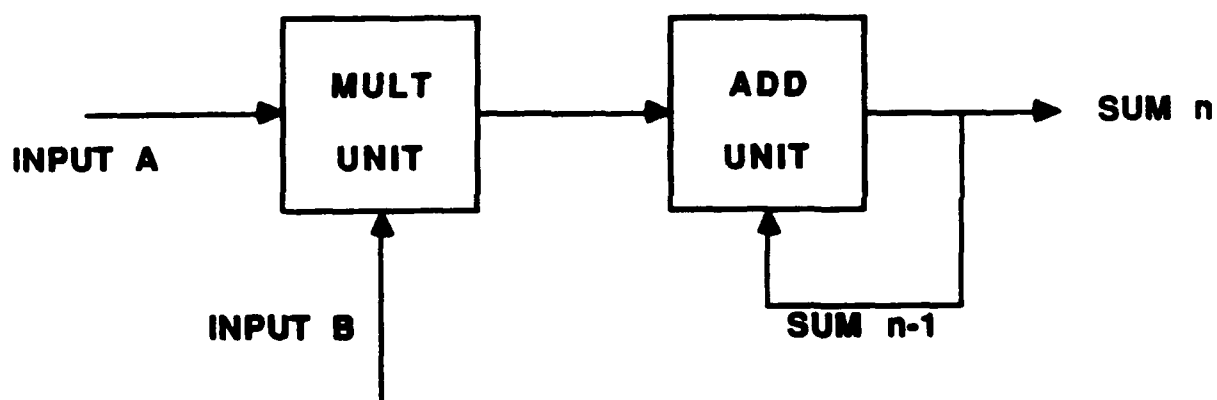 MULT
UNIT
ADD
UNIT
SUM n
INPUT A
INPUT B
SUM n-1